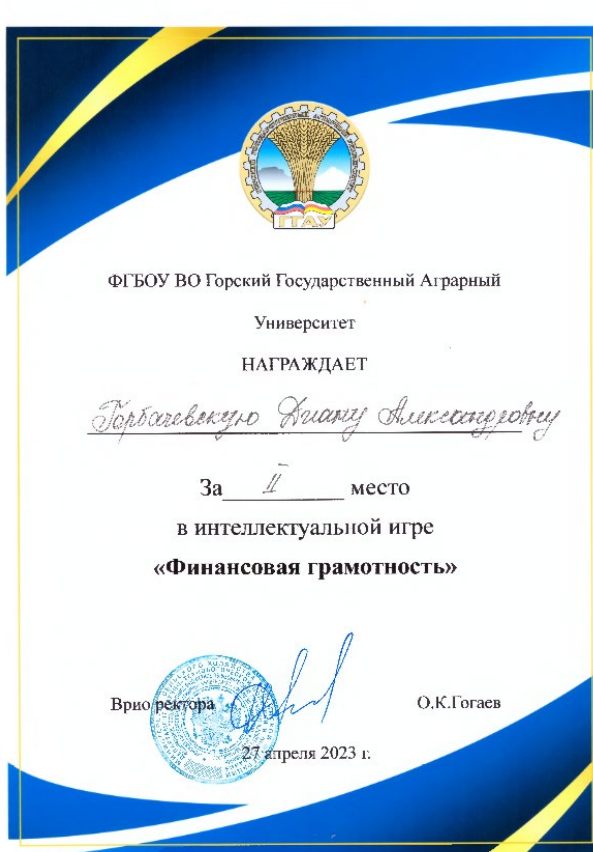 ГГАУ
ФГБОУ ВО Горский Государственный Аграрный
Университет
НАГРАЖДАЕТ
Горбачевскую Диану Александровну
За II место
в интеллектуальной игре
«Финансовая грамотность»
Врио ректора О.К.Гогаев
27 апреля 2023 г.